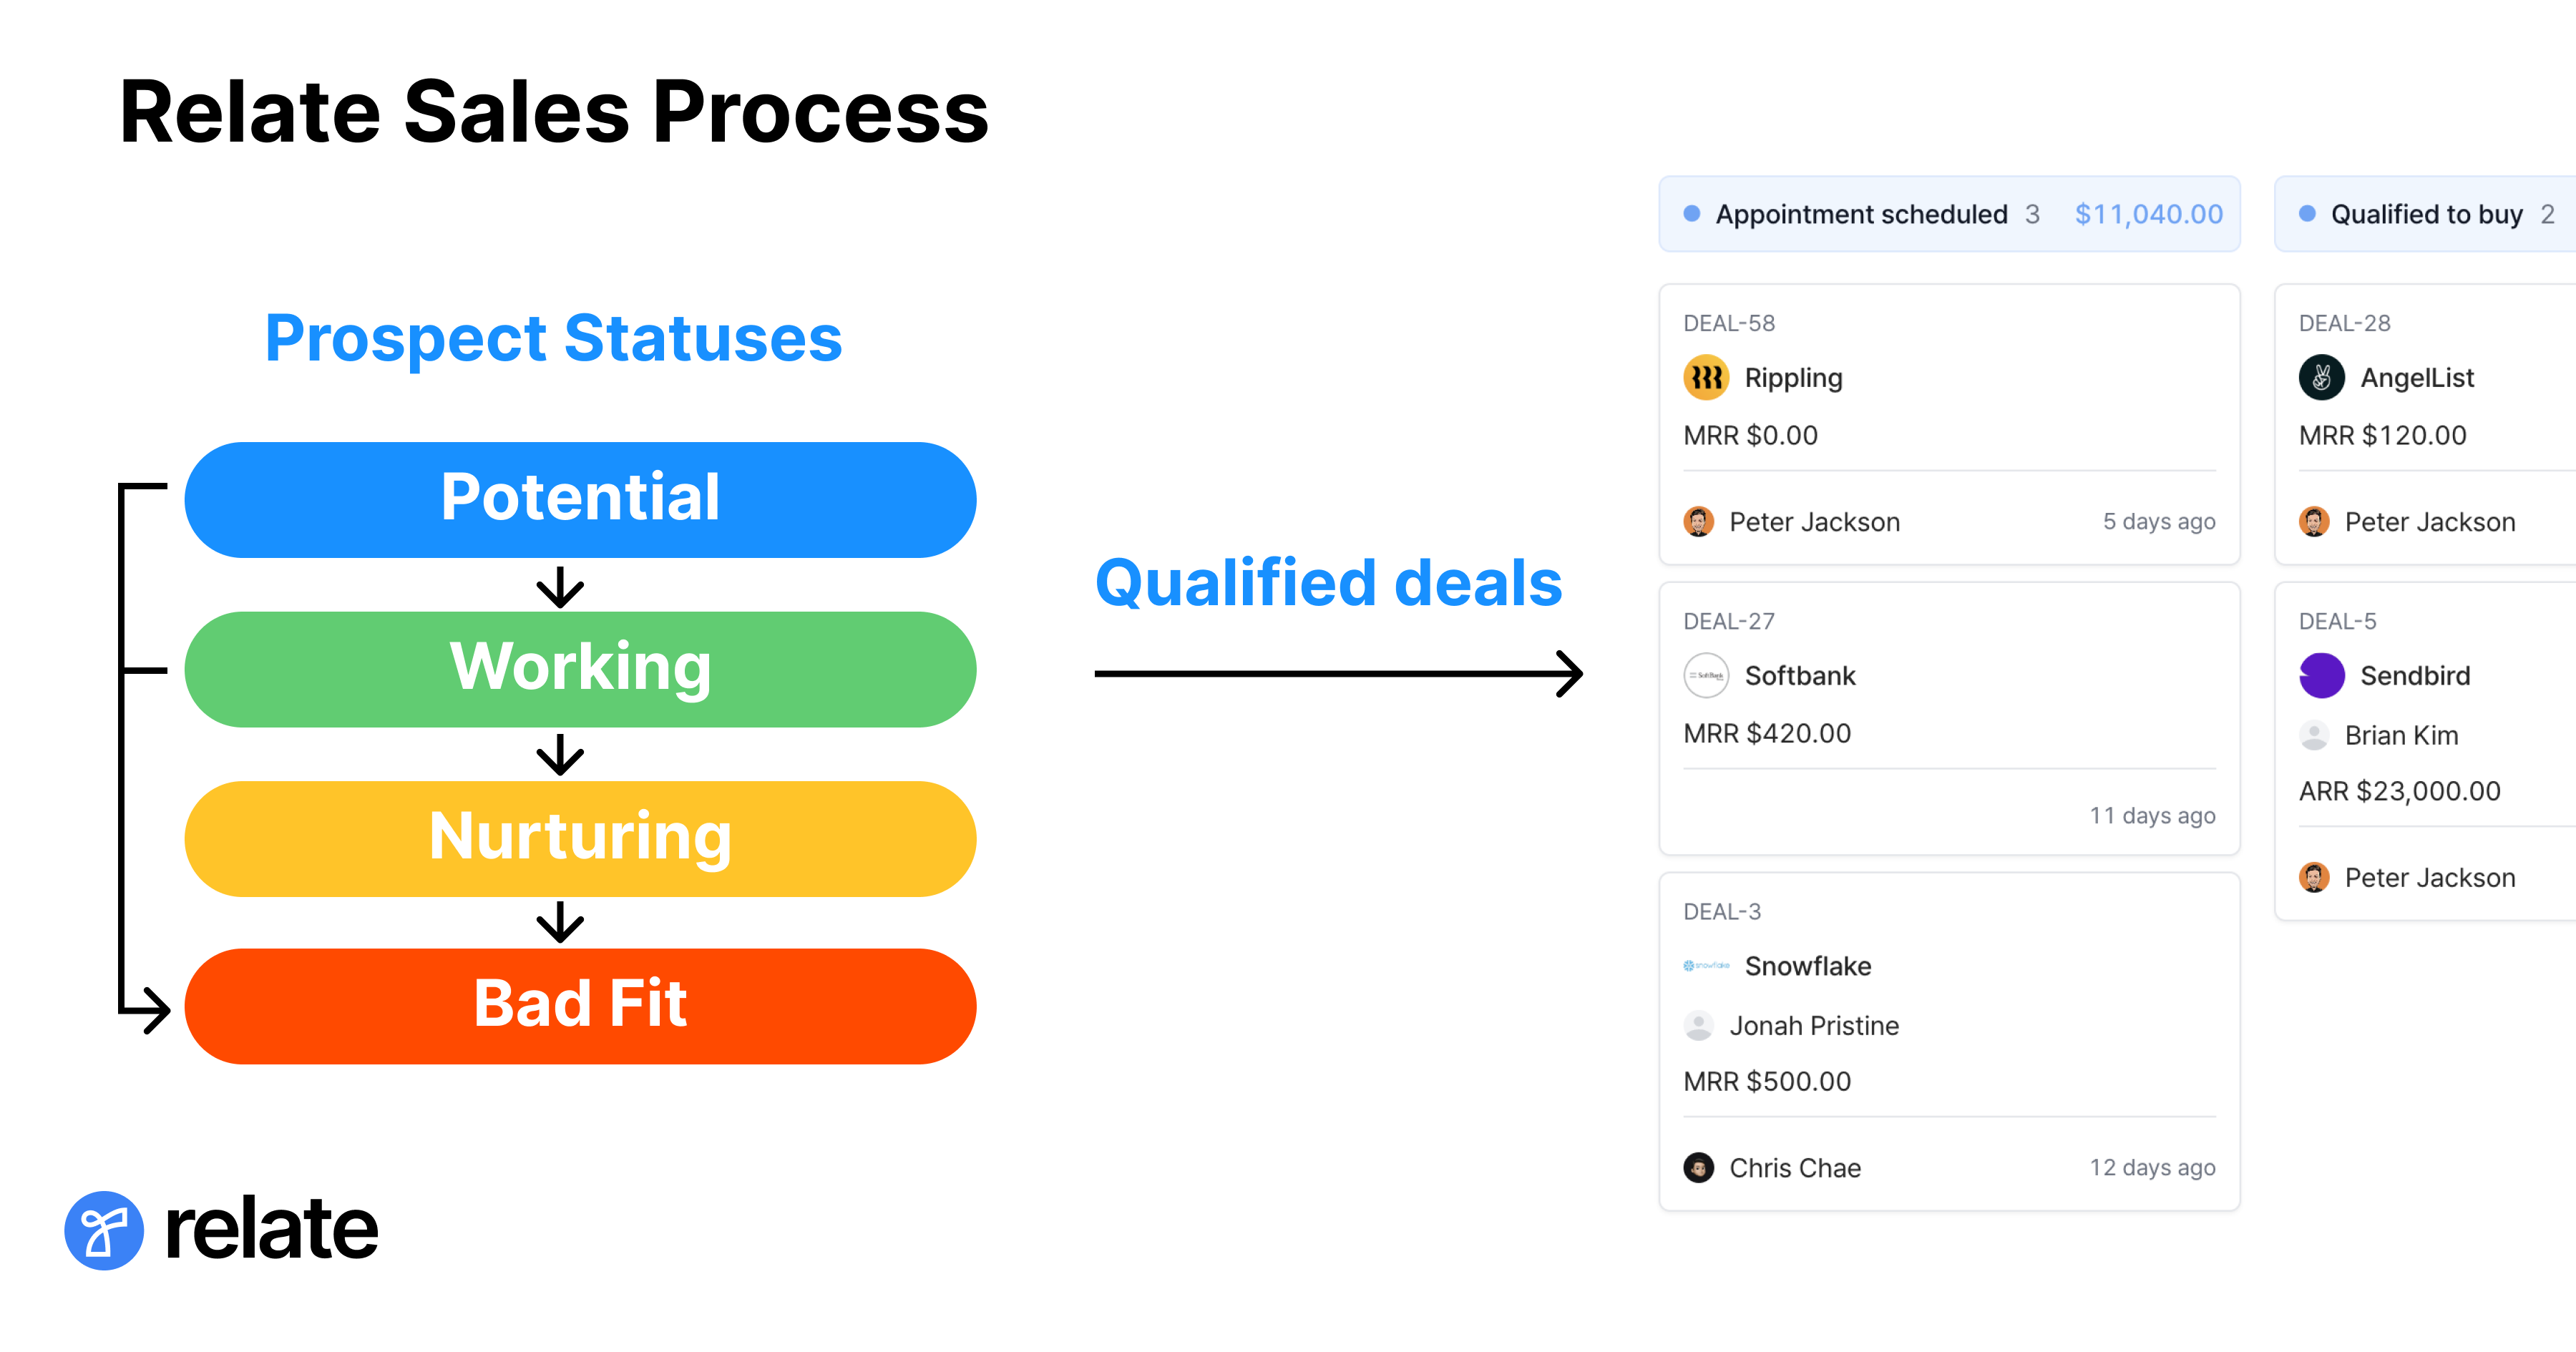 Relate Sales Process
Prospect Statuses
Potential
Working
Nurturing
Bad Fit
relate
Qualified deals
Appointment scheduled 3 $11,040.00
DEAL-58
Rippling
MRR $0.00
Peter Jackson 5 days ago
DEAL-27
SoftBank
Softbank
MRR $420.00
11 days ago
DEAL-3
snowflake
Snowflake
Jonah Pristine
MRR $500.00
Chris Chae 12 days ago
Qualified to buy 2
DEAL-28
AngelList
MRR $120.00
Peter Jackson
DEAL-5
Sendbird
Brian Kim
ARR $23,000.00
Peter Jackson